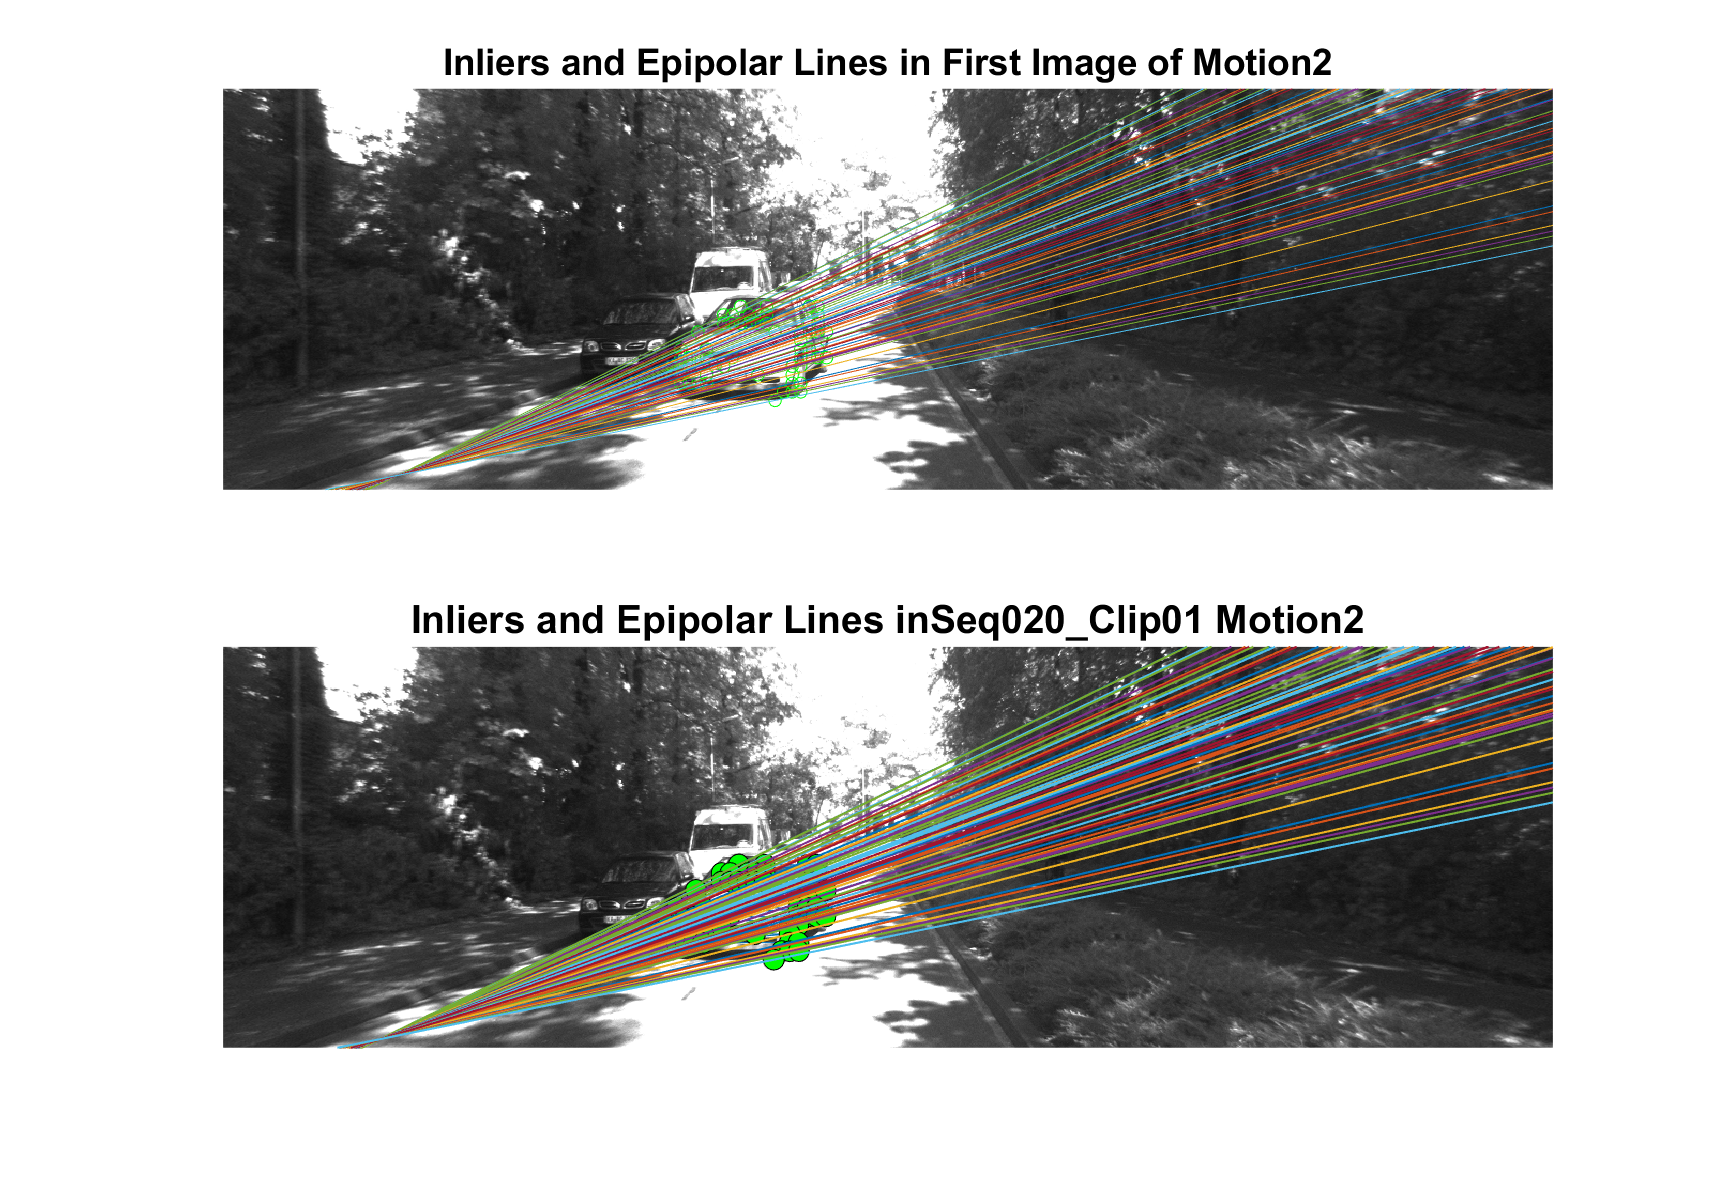 Inliers and Epipolar Lines in First Image of Motion2
Inliers and Epipolar Lines inSeq020_Clip01 Motion2